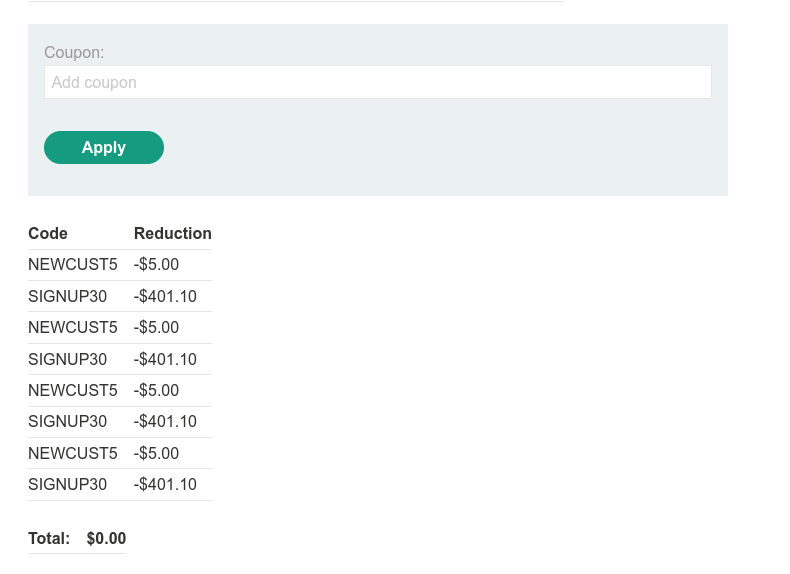 Coupon:
Add coupon
Apply
Code Reduction
NEWCUST5 -$5.00
SIGNUP30 -$401.10
NEWCUST5 -$5.00
SIGNUP30 -$401.10
NEWCUST5 -$5.00
SIGNUP30 -$401.10
NEWCUST5 -$5.00
SIGNUP30 -$401.10
Total: $0.00